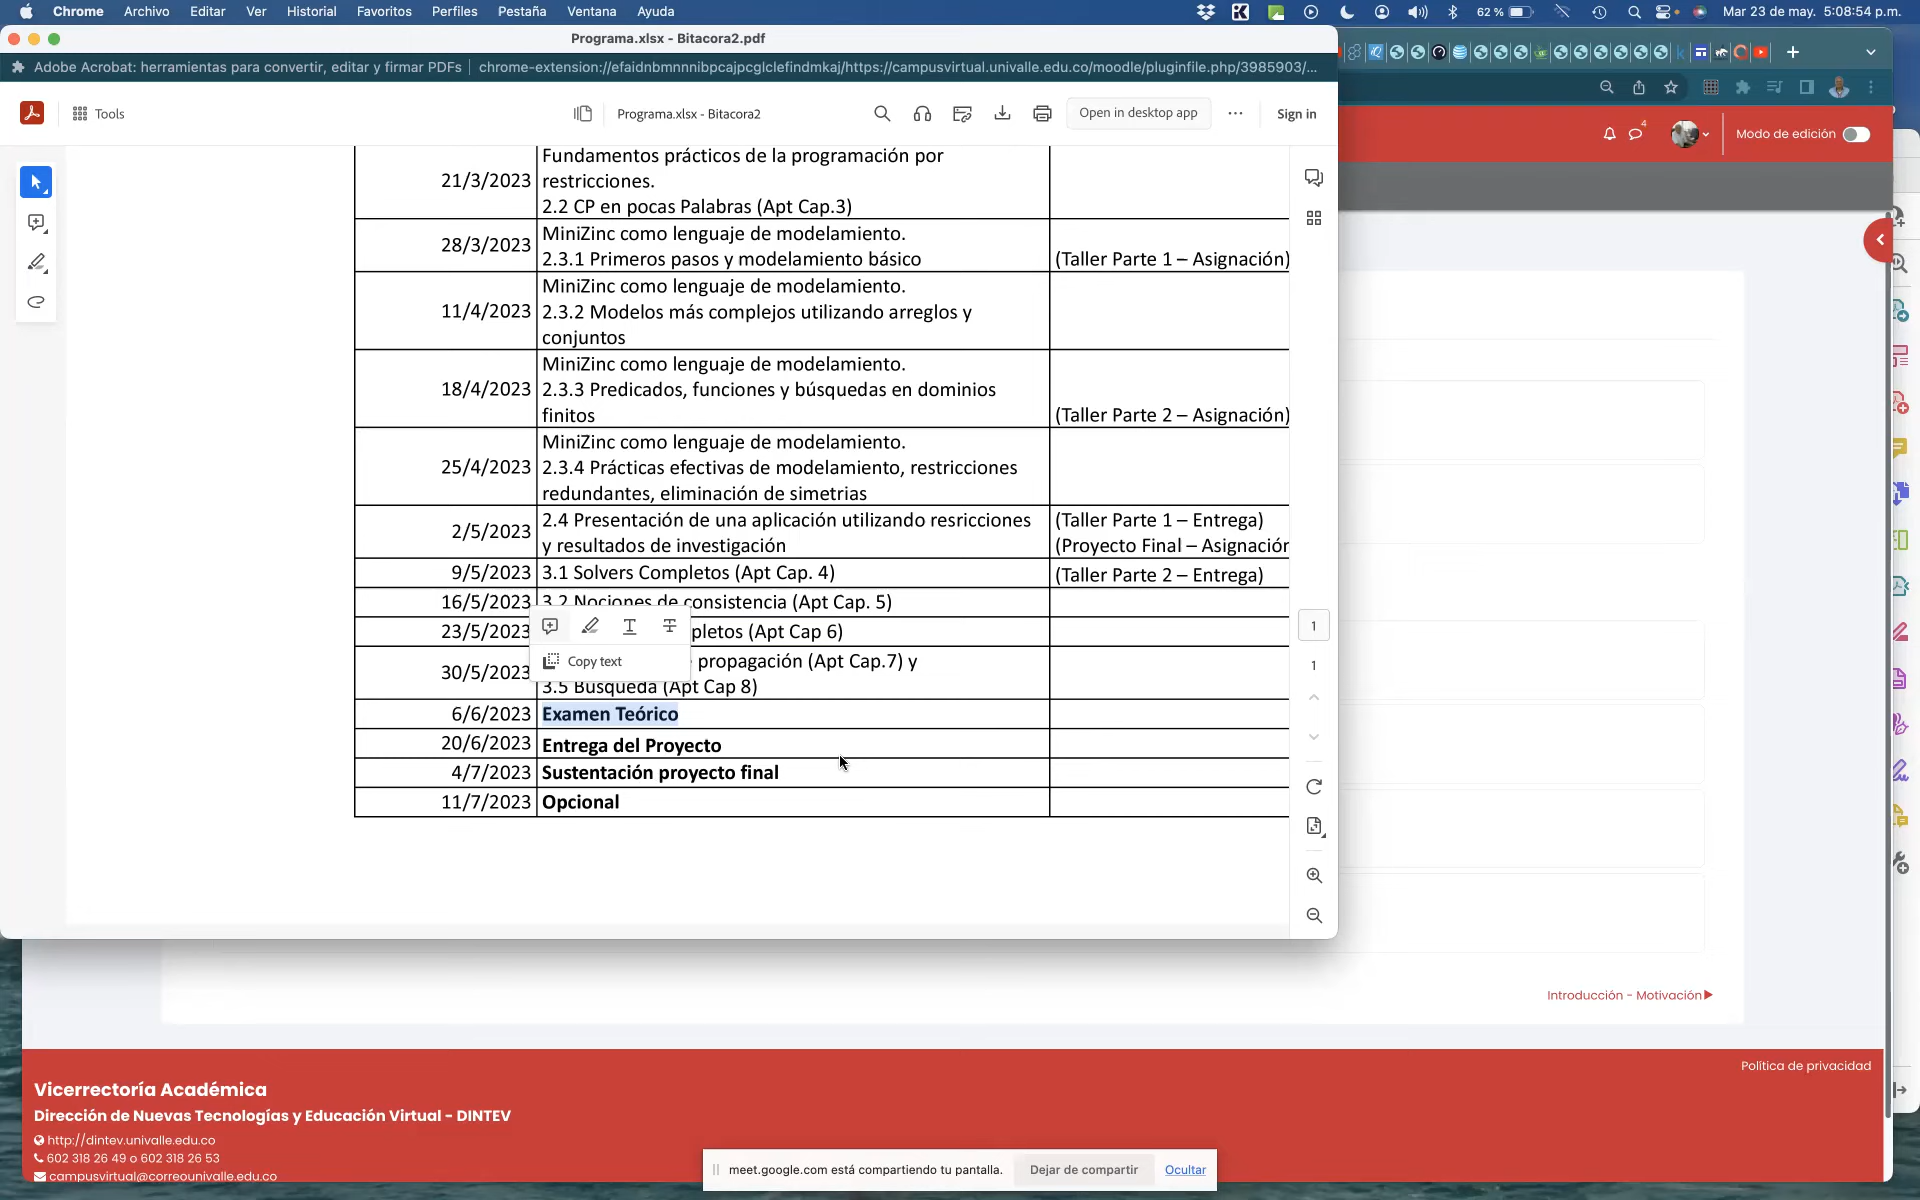 Chrome Archivo Editar Ver Historial Favoritos Perfiles Pestaña Ventana Ayuda 62 % Mar 23 de may. 5:08:54 p.m.
Programa.xlsx - Bitacora2.pdf
Adobe Acrobat: herramientas para convertir, editar y firmar PDFs chrome-extension://efaidnbmnnnibpcajpcglclefindmkaj/https://campusvirtual.univalle.edu.co/moodle/pluginfile.php/3985903/...
Tools Programa.xlsx - Bitacora2 Open in desktop app Sign in
4 Modo de edición
Fundamentos prácticos de la programación por
21/3/2023 restricciones.
2.2 CP en pocas Palabras (Apt Cap.3)
MiniZinc como lenguaje de modelamiento.
28/3/2023
2.3.1 Primeros pasos y modelamiento básico (Taller Parte 1 – Asignación)
MiniZinc como lenguaje de modelamiento.
11/4/2023 2.3.2 Modelos más complejos utilizando arreglos y
conjuntos
MiniZinc como lenguaje de modelamiento.
18/4/2023 2.3.3 Predicados, funciones y búsquedas en dominios
finitos (Taller Parte 2 – Asignación)
MiniZinc como lenguaje de modelamiento.
25/4/2023 2.3.4 Prácticas efectivas de modelamiento, restricciones
redundantes, eliminación de simetrias
2.4 Presentación de una aplicación utilizando resricciones (Taller Parte 1 – Entrega)
2/5/2023
y resultados de investigación (Proyecto Final – Asignación
9/5/2023 3.1 Solvers Completos (Apt Cap. 4) (Taller Parte 2 – Entrega)
16/5/2023 3.2 Nociones de consistencia (Apt Cap. 5)
23/5/2023 pletos (Apt Cap 6)
Copy text
30/5/2023 propagación (Apt Cap.7) y
3.5 Búsqueda (Apt Cap 8)
6/6/2023 Examen Teórico
20/6/2023 Entrega del Proyecto
4/7/2023 Sustentación proyecto final
11/7/2023 Opcional
1
1
Introducción - Motivación
Política de privacidad
Vicerrectoría Académica
Dirección de Nuevas Tecnologías y Educación Virtual - DINTEV
http://dintev.univalle.edu.co
602 318 26 49 o 602 318 26 53
campusvirtual@correounivalle.edu.co
meet.google.com está compartiendo tu pantalla. Dejar de compartir Ocultar